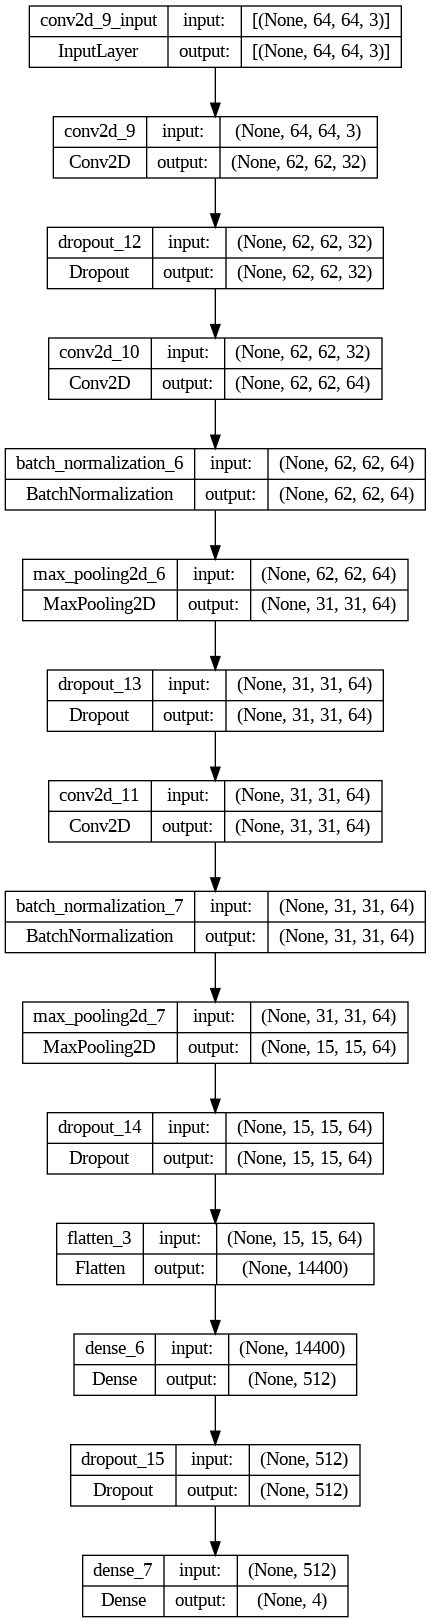 conv2d_9_input input: [(None, 64, 64, 3)]
InputLayer output: [(None, 64, 64, 3)]
conv2d_9 input: (None, 64, 64, 3)
Conv2D output: (None, 62, 62, 32)
dropout_12 input: (None, 62, 62, 32)
Dropout output: (None, 62, 62, 32)
conv2d_10 input: (None, 62, 62, 32)
Conv2D output: (None, 62, 62, 64)
batch_normalization_6 input: (None, 62, 62, 64)
BatchNormalization output: (None, 62, 62, 64)
max_pooling2d_6 input: (None, 62, 62, 64)
MaxPooling2D output: (None, 31, 31, 64)
dropout_13 input: (None, 31, 31, 64)
Dropout output: (None, 31, 31, 64)
conv2d_11 input: (None, 31, 31, 64)
Conv2D output: (None, 31, 31, 64)
batch_normalization_7 input: (None, 31, 31, 64)
BatchNormalization output: (None, 31, 31, 64)
max_pooling2d_7 input: (None, 31, 31, 64)
MaxPooling2D output: (None, 15, 15, 64)
dropout_14 input: (None, 15, 15, 64)
Dropout output: (None, 15, 15, 64)
flatten_3 input: (None, 15, 15, 64)
Flatten output: (None, 14400)
dense_6 input: (None, 14400)
Dense output: (None, 512)
dropout_15 input: (None, 512)
Dropout output: (None, 512)
dense_7 input: (None, 512)
Dense output: (None, 4)